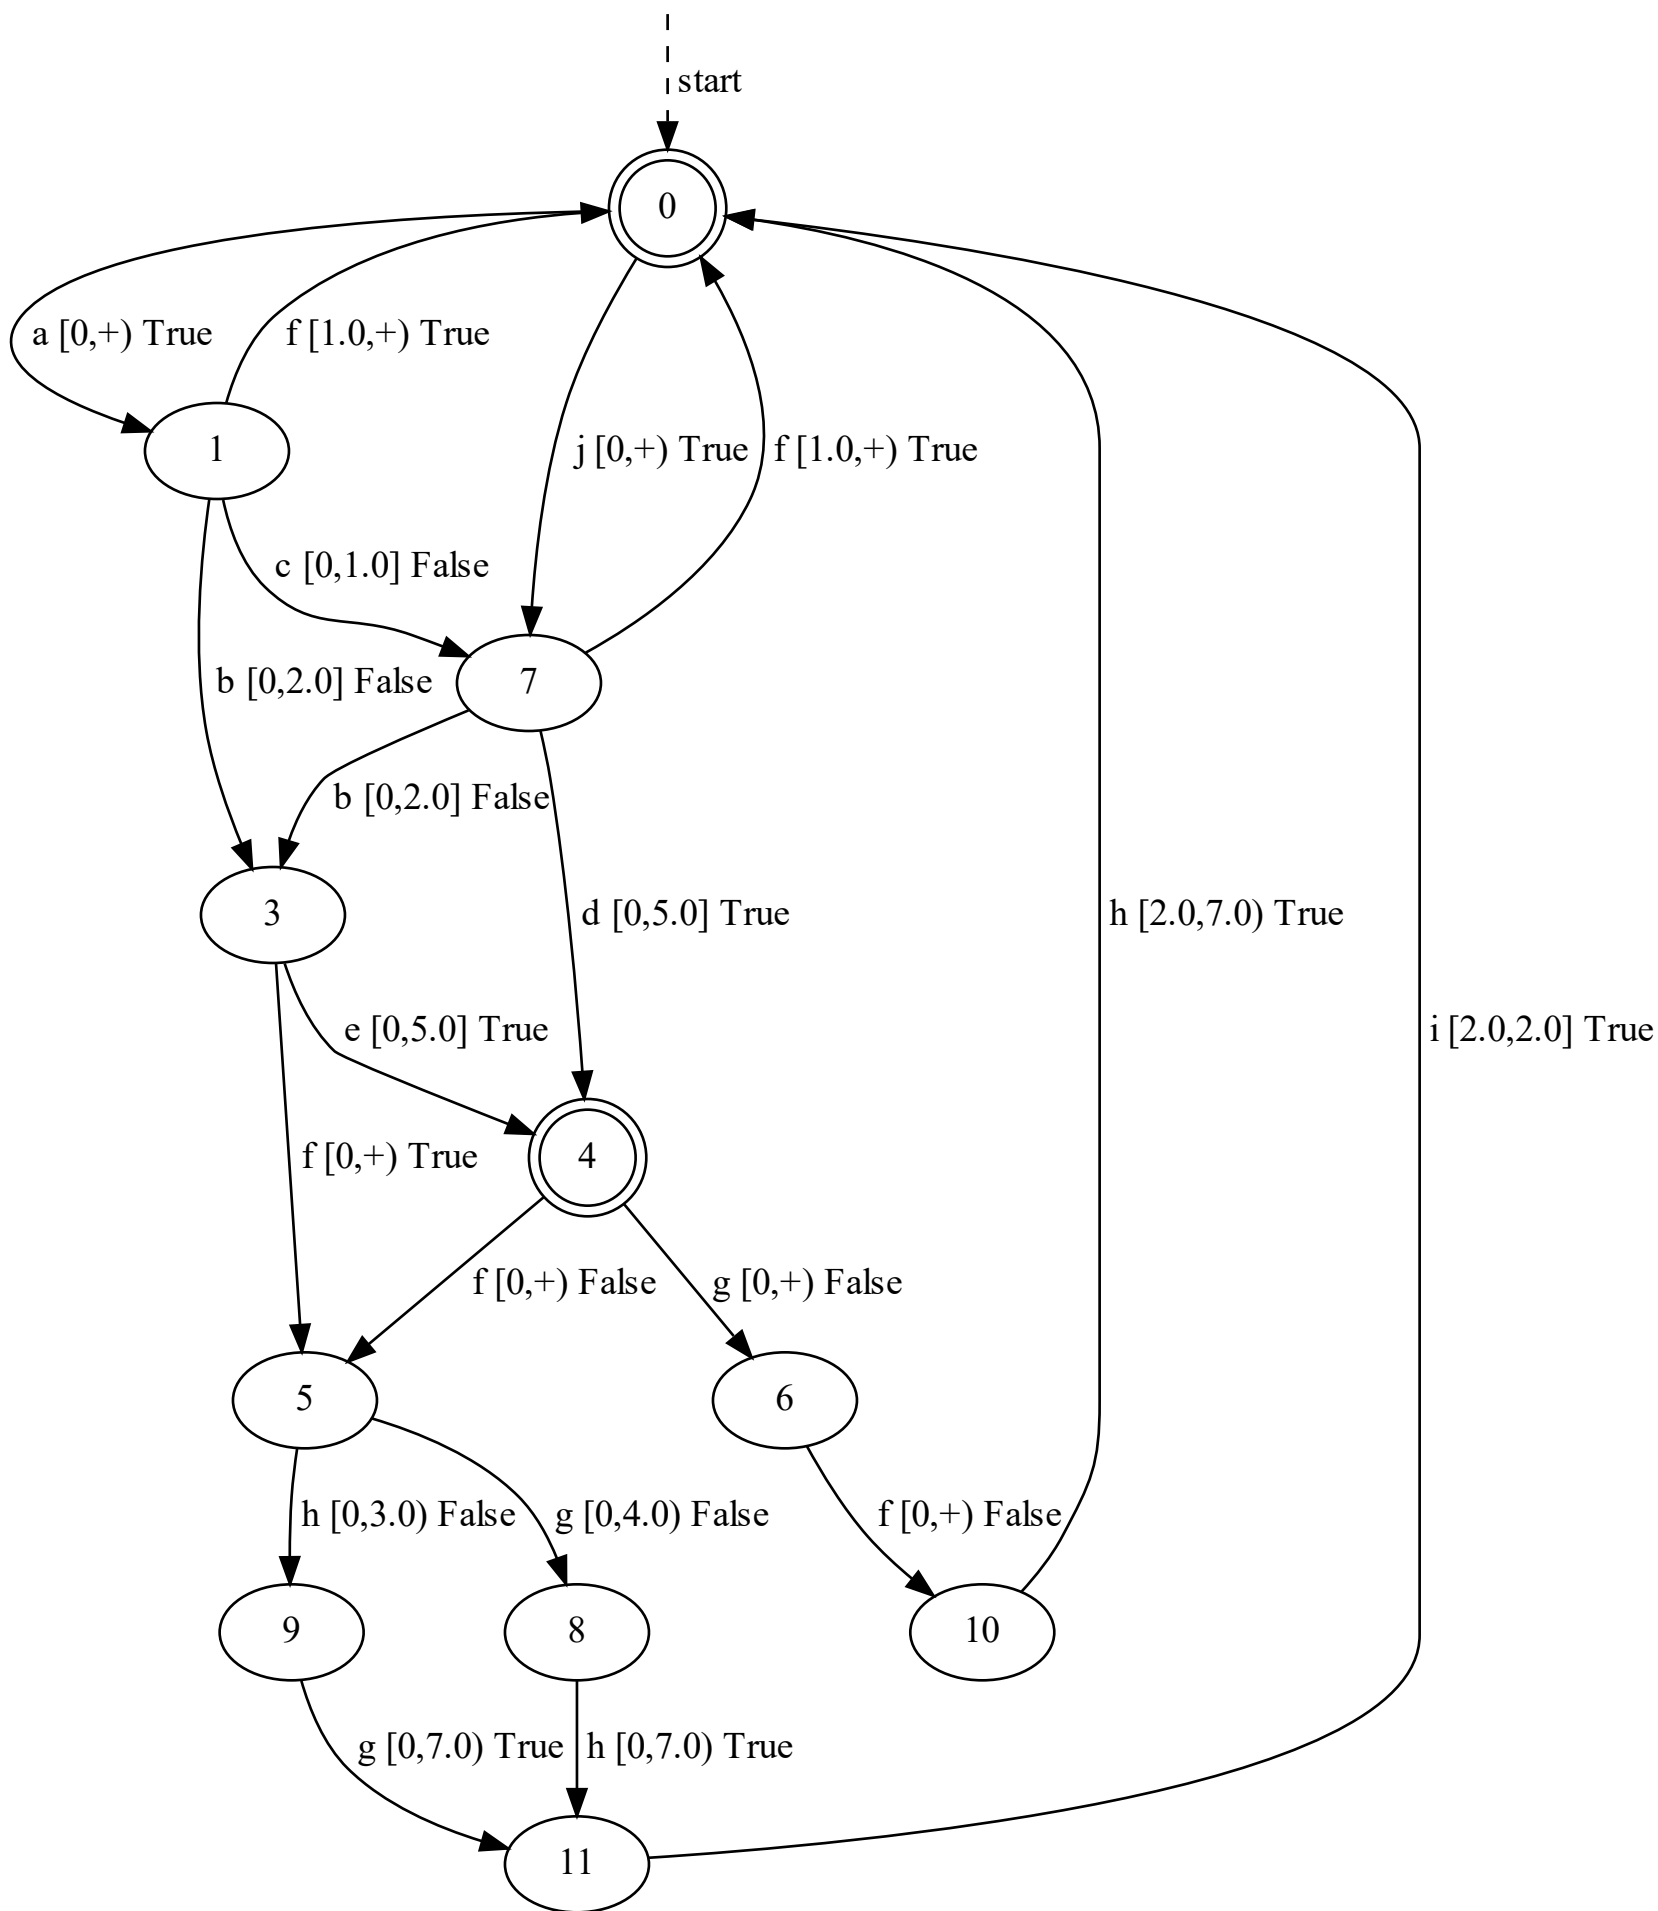 start
0
a [0,+) True
f [1.0,+) True
1
j [0,+) True
f [1.0,+) True
c [0,1.0] False
b [0,2.0] False
7
b [0,2.0] False
3
d [0,5.0] True
h [2.0,7.0) True
e [0,5.0] True
i [2.0,2.0] True
f [0,+) True
4
f [0,+) False
g [0,+) False
5
6
h [0,3.0) False
g [0,4.0) False
f [0,+) False
9
8
10
g [0,7.0) True
h [0,7.0) True
11